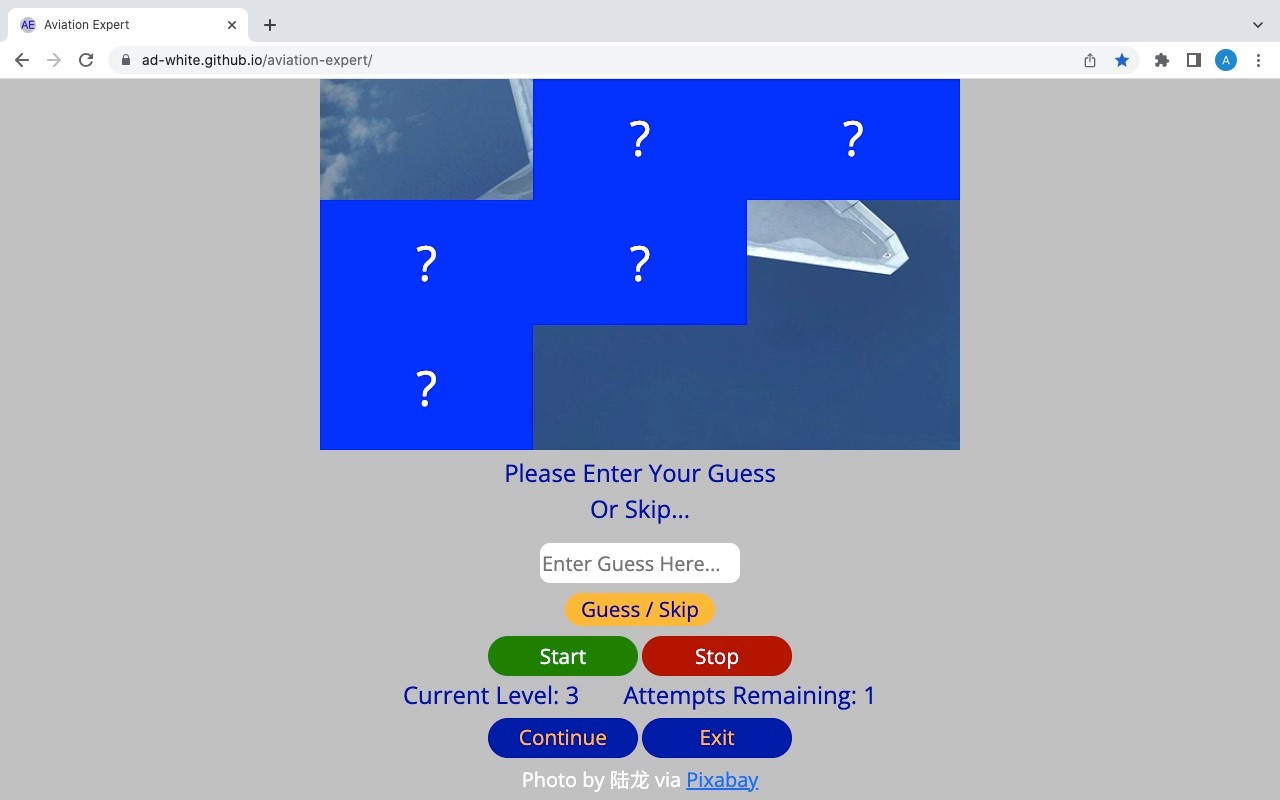 AE Aviation Expert
ad-white.github.io/aviation-expert/
A
? ?
? ?
?
Please Enter Your Guess
Or Skip...
Enter Guess Here...
Guess / Skip
Start Stop
Current Level: 3 Attempts Remaining: 1
Continue Exit
Photo by 陆龙 via Pixabay